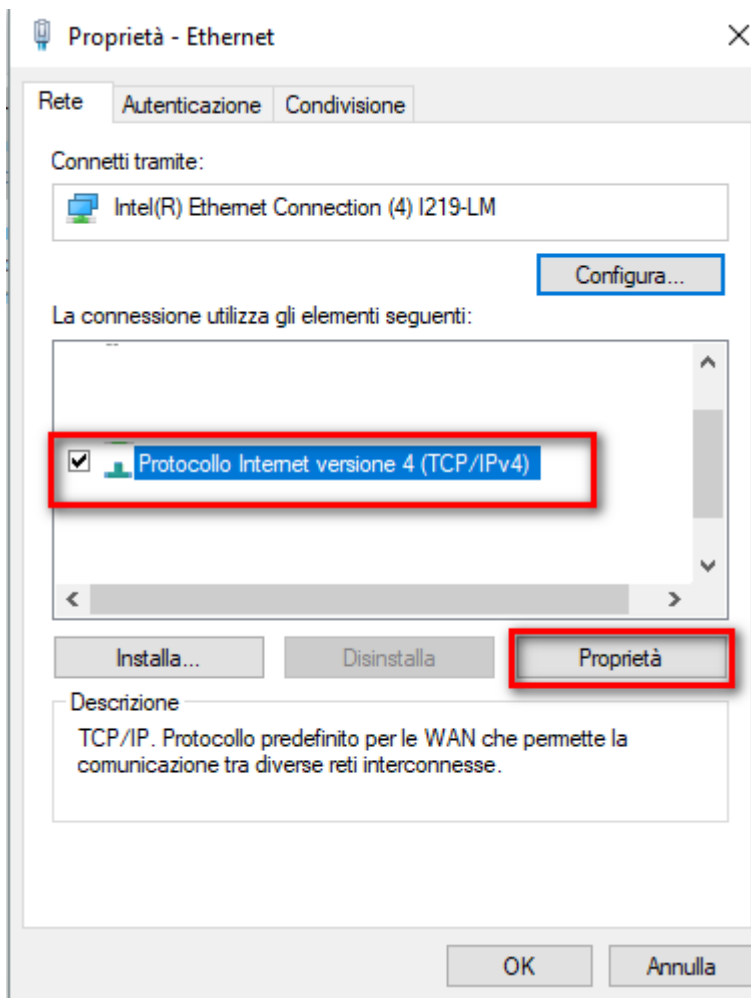 Proprietà - Ethernet
Rete
Autenticazione
Condivisione
Connetti tramite:
Intel(R) Ethernet Connection (4) I219-LM
Configura...
La connessione utilizza gli elementi seguenti:
Protocollo Internet versione 4 (TCP/IPv4)
Installa...
Disinstalla
Proprietà
Descrizione
TCP/IP. Protocollo predefinito per le WAN che permette la
comunicazione tra diverse reti interconnesse.
OK
Annulla